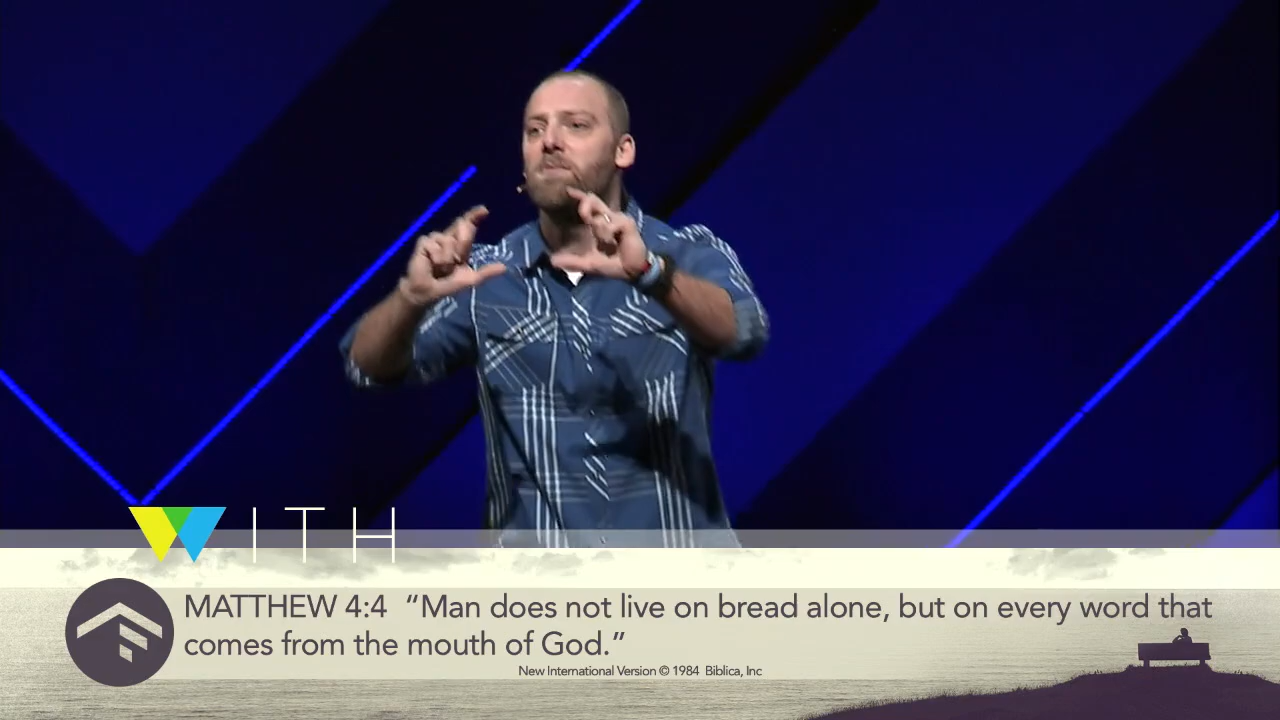 WITH
MATTHEW 4:4 “Man does not live on bread alone, but on every word that
comes from the mouth of God.”
New International Version © 1984 Biblica, Inc